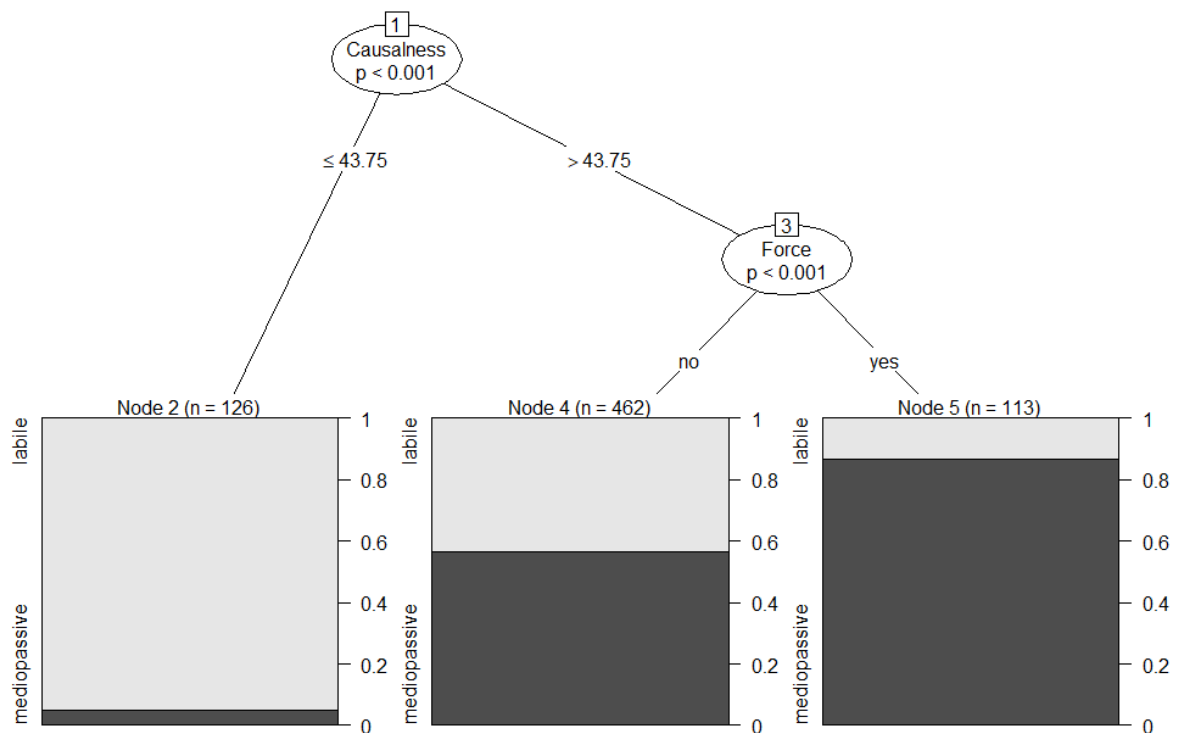 1
Causalness
p < 0.001
≤ 43.75
> 43.75
3
Force
p < 0.001
no
yes
Node 2 (n = 126)
labile
mediopassive
1
0.8
0.6
0.4
0.2
0
Node 4 (n = 462)
labile
mediopassive
1
0.8
0.6
0.4
0.2
0
Node 5 (n = 113)
labile
mediopassive
1
0.8
0.6
0.4
0.2
0